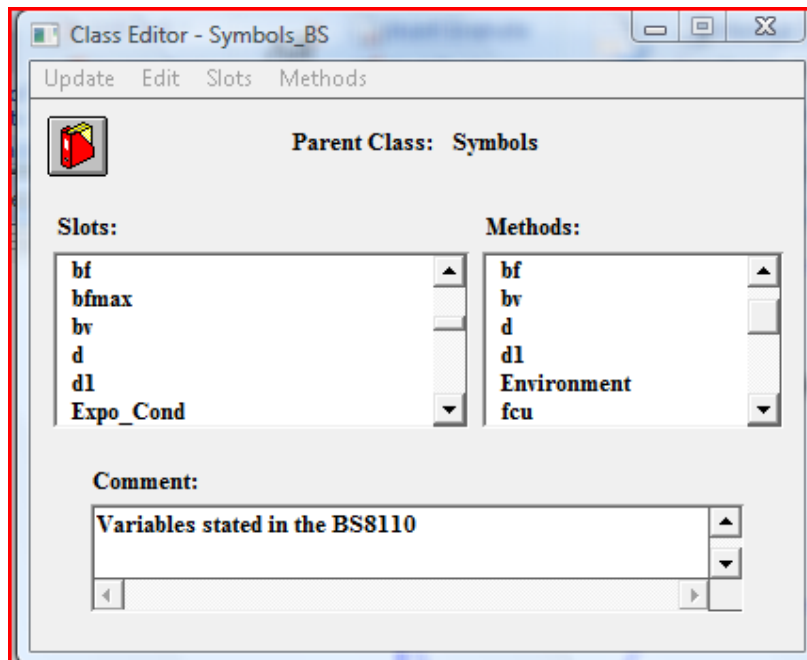 Class Editor - Symbols_BS
Update Edit Slots Methods
Parent Class: Symbols
Slots:
bf
bfmax
bv
d
d1
Expo_Cond
Methods:
bf
bv
d
d1
Environment
fcu
Comment:
Variables stated in the BS8110